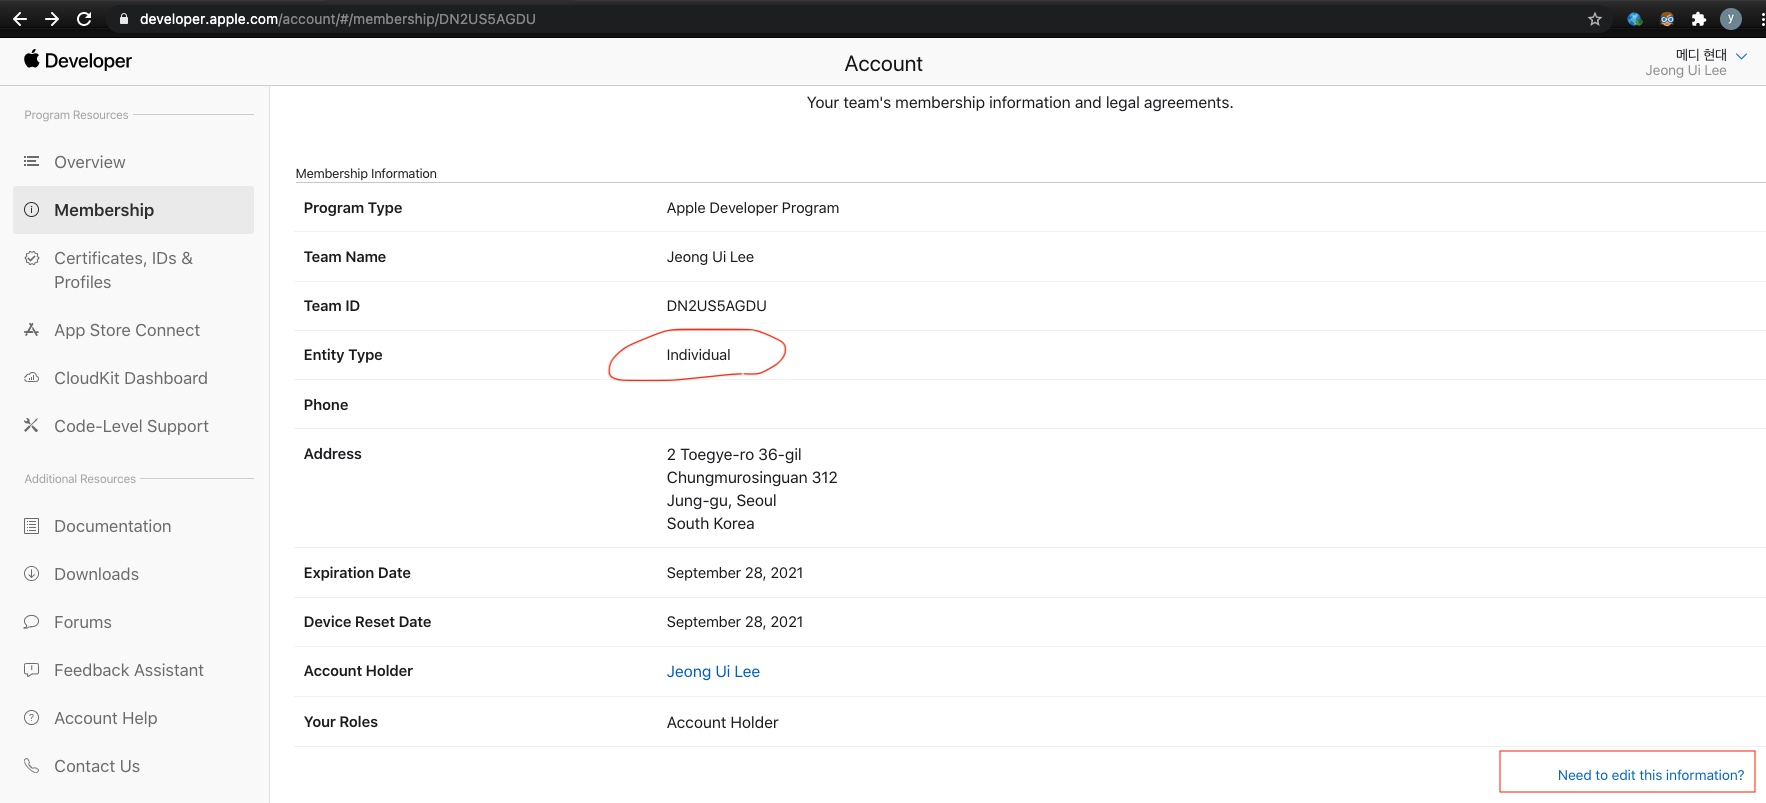 developer.apple.com/account/#/membership/DN2US5AGDU
y
Developer
Account
메디 현대
Jeong Ui Lee
Program Resources
Overview
Membership
Certificates, IDs &
Profiles
App Store Connect
CloudKit Dashboard
Code-Level Support
Additional Resources
Documentation
Downloads
Forums
Feedback Assistant
Account Help
Contact Us
Your team's membership information and legal agreements.
Membership Information
Program Type Apple Developer Program
Team Name Jeong Ui Lee
Team ID DN2US5AGDU
Entity Type Individual
Phone
Address 2 Toegye-ro 36-gil
Chungmurosinguan 312
Jung-gu, Seoul
South Korea
Expiration Date September 28, 2021
Device Reset Date September 28, 2021
Account Holder Jeong Ui Lee
Your Roles Account Holder
Need to edit this information?